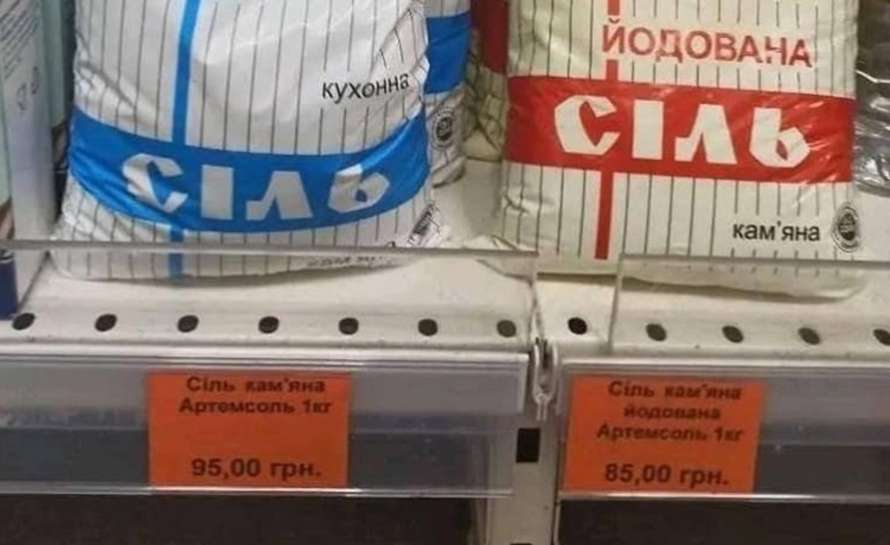 кухонна
СІЛЬ
ЙОДОВАНА
СІЛЬ
кам'яна
Сіль кам'яна
Артемсоль 1кг
95,00 грн.
Сіль кам'яна
йодована
Артемсоль 1кг
85,00 грн.